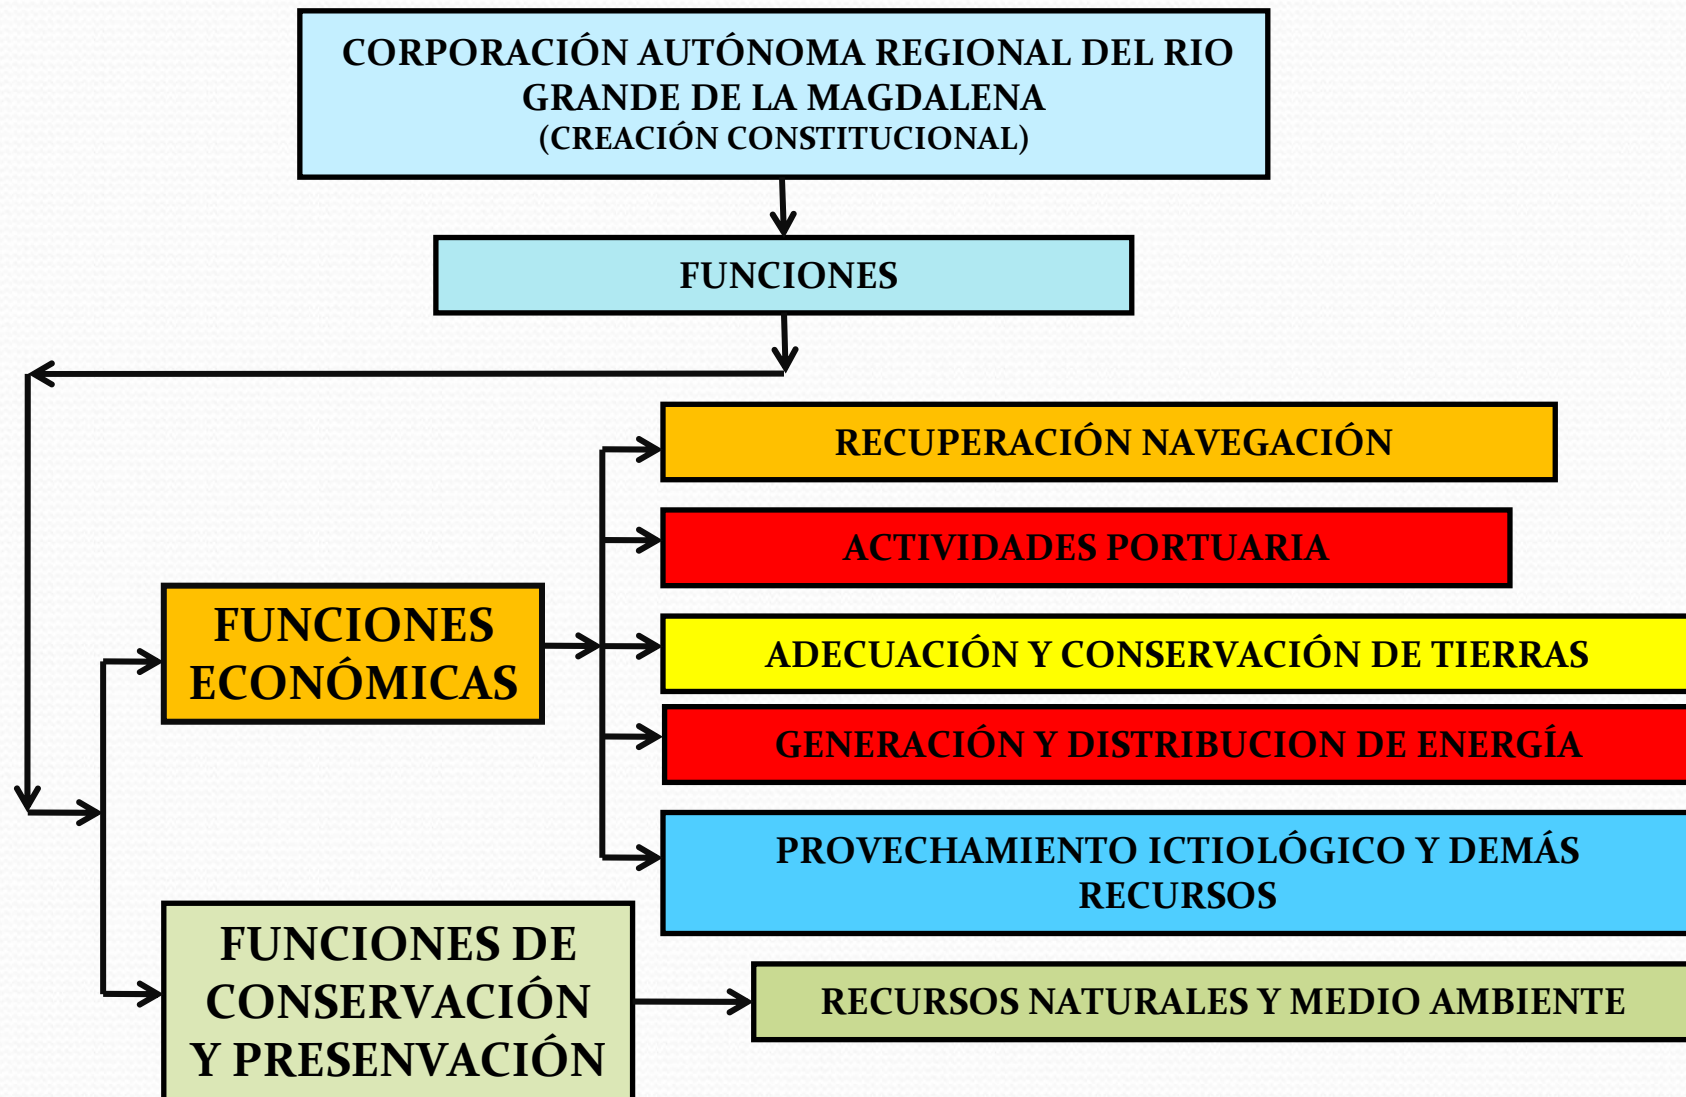 CORPORACIÓN AUTÓNOMA REGIONAL DEL RIO
GRANDE DE LA MAGDALENA
(CREACIÓN CONSTITUCIONAL)
FUNCIONES
RECUPERACIÓN NAVEGACIÓN
ACTIVIDADES PORTUARIA
FUNCIONES
ECONÓMICAS
ADECUACIÓN Y CONSERVACIÓN DE TIERRAS
GENERACIÓN Y DISTRIBUCION DE ENERGÍA
PROVECHAMIENTO ICTIOLÓGICO Y DEMÁS
RECURSOS
FUNCIONES DE
CONSERVACIÓN
Y PRESENVACIÓN
RECURSOS NATURALES Y MEDIO AMBIENTE